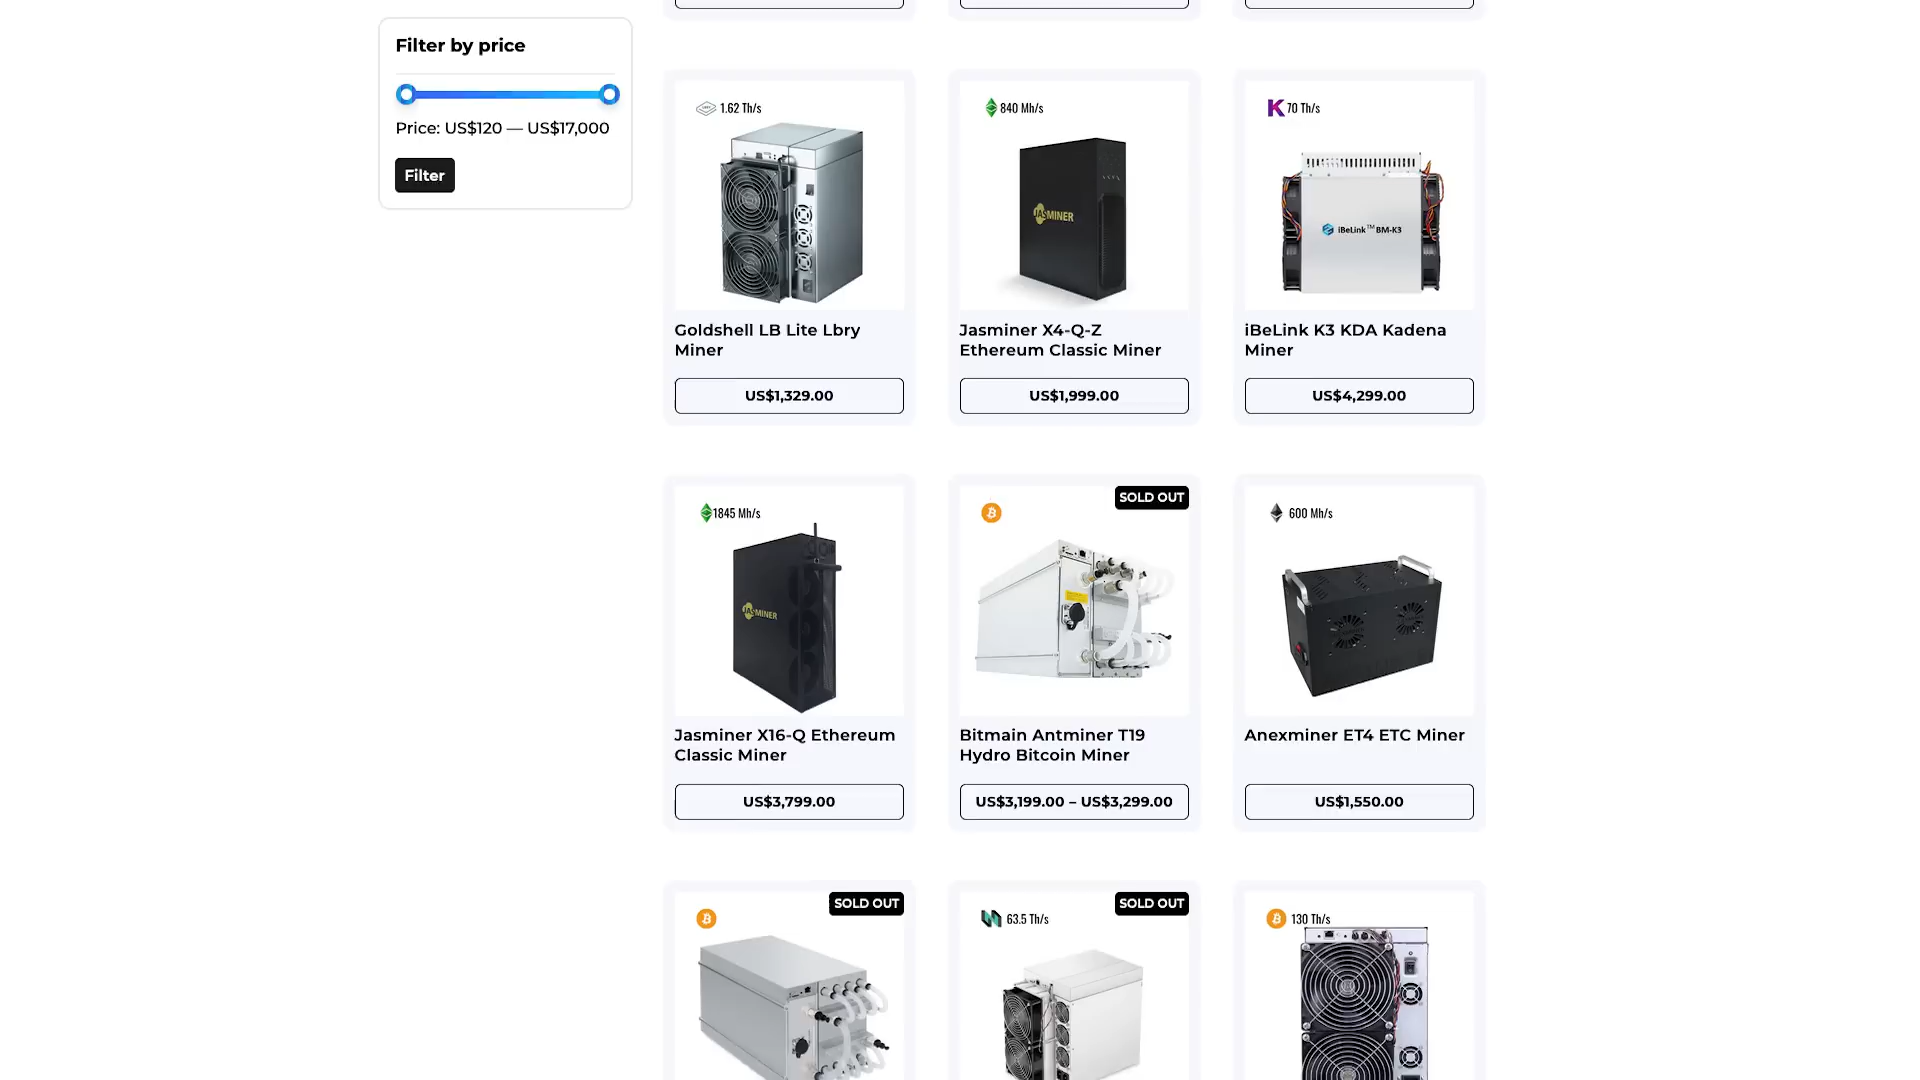 Filter by price
Price: US$120 — US$17,000
Filter
1.62 Th/s
Goldshell LB Lite Lbry
Miner
US$1,329.00
840 Mh/s
JASMINER
Jasminer X4-Q-Z
Ethereum Classic Miner
US$1,999.00
70 Th/s
iBeLink™ BM-K3
iBeLink K3 KDA Kadena
Miner
US$4,299.00
1845 Mh/s
JASMINER
Jasminer X16-Q Ethereum
Classic Miner
US$3,799.00
SOLD OUT
Bitmain Antminer T19
Hydro Bitcoin Miner
US$3,199.00 – US$3,299.00
600 Mh/s
Anexminer ET4 ETC Miner
US$1,550.00
SOLD OUT
SOLD OUT
63.5 Th/s
130 Th/s